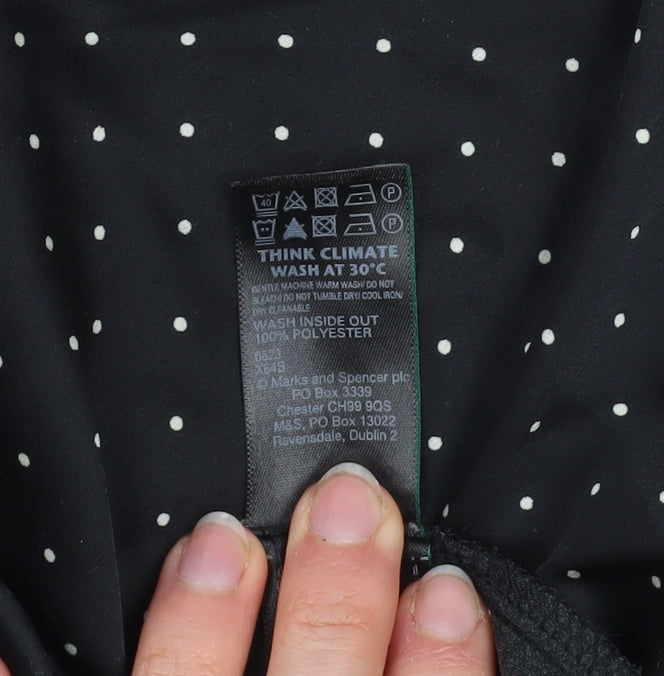 40 P
P
THINK CLIMATE
WASH AT 30°C
GENTLE MACHINE WARM WASH/ DO NOT
BLEACH/ DO NOT TUMBLE DRY/ COOL IRON/
DRY CLEANABLE
WASH INSIDE OUT
100% POLYESTER
0823
X64B
© Marks and Spencer plc
PO Box 3339
Chester CH99 9QS
M&S, PO Box 13022
Ravensdale, Dublin 2